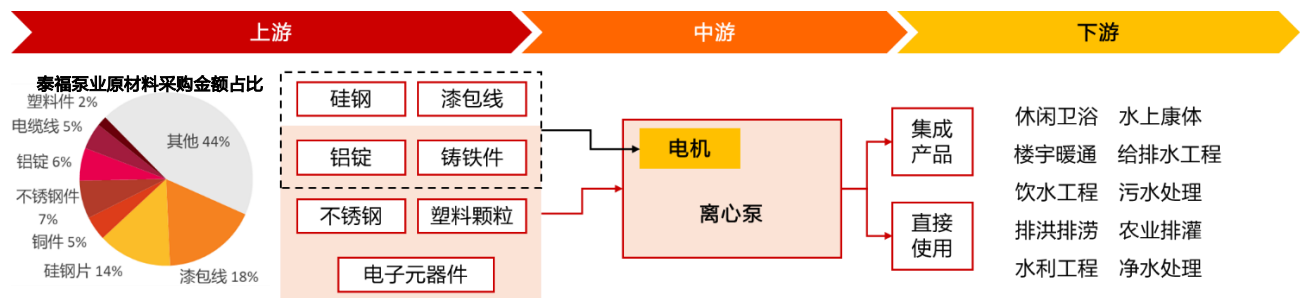 上游
中游
下游
泰福泵业原材料采购金额占比
塑料件 2%
电缆线 5%
铝锭 6%
不锈钢件
7%
铜件 5%
硅钢片 14%
漆包线 18%
其他 44%
硅钢
漆包线
铝锭
铸铁件
不锈钢
塑料颗粒
电子元器件
电机
离心泵
集成
产品
直接
使用
休闲卫浴 水上康体
楼宇暖通 给排水工程
饮水工程 污水处理
排洪排涝 农业排灌
水利工程 净水处理